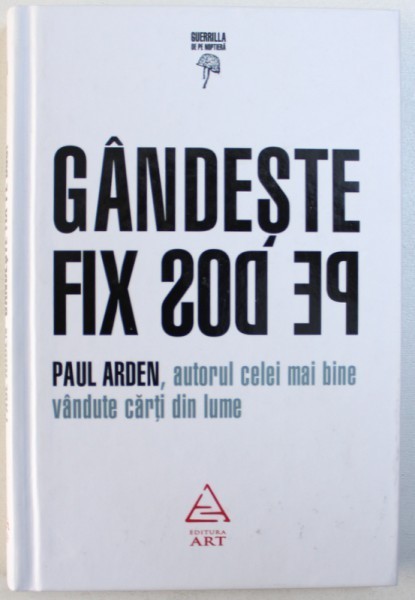 GUERRILLA
DE PE NOPTIERĂ
GÂNDEȘTE
FIX PE DOS
PAUL ARDEN, autorul celei mai bine
vândute cărți din lume
EDITURA
ART